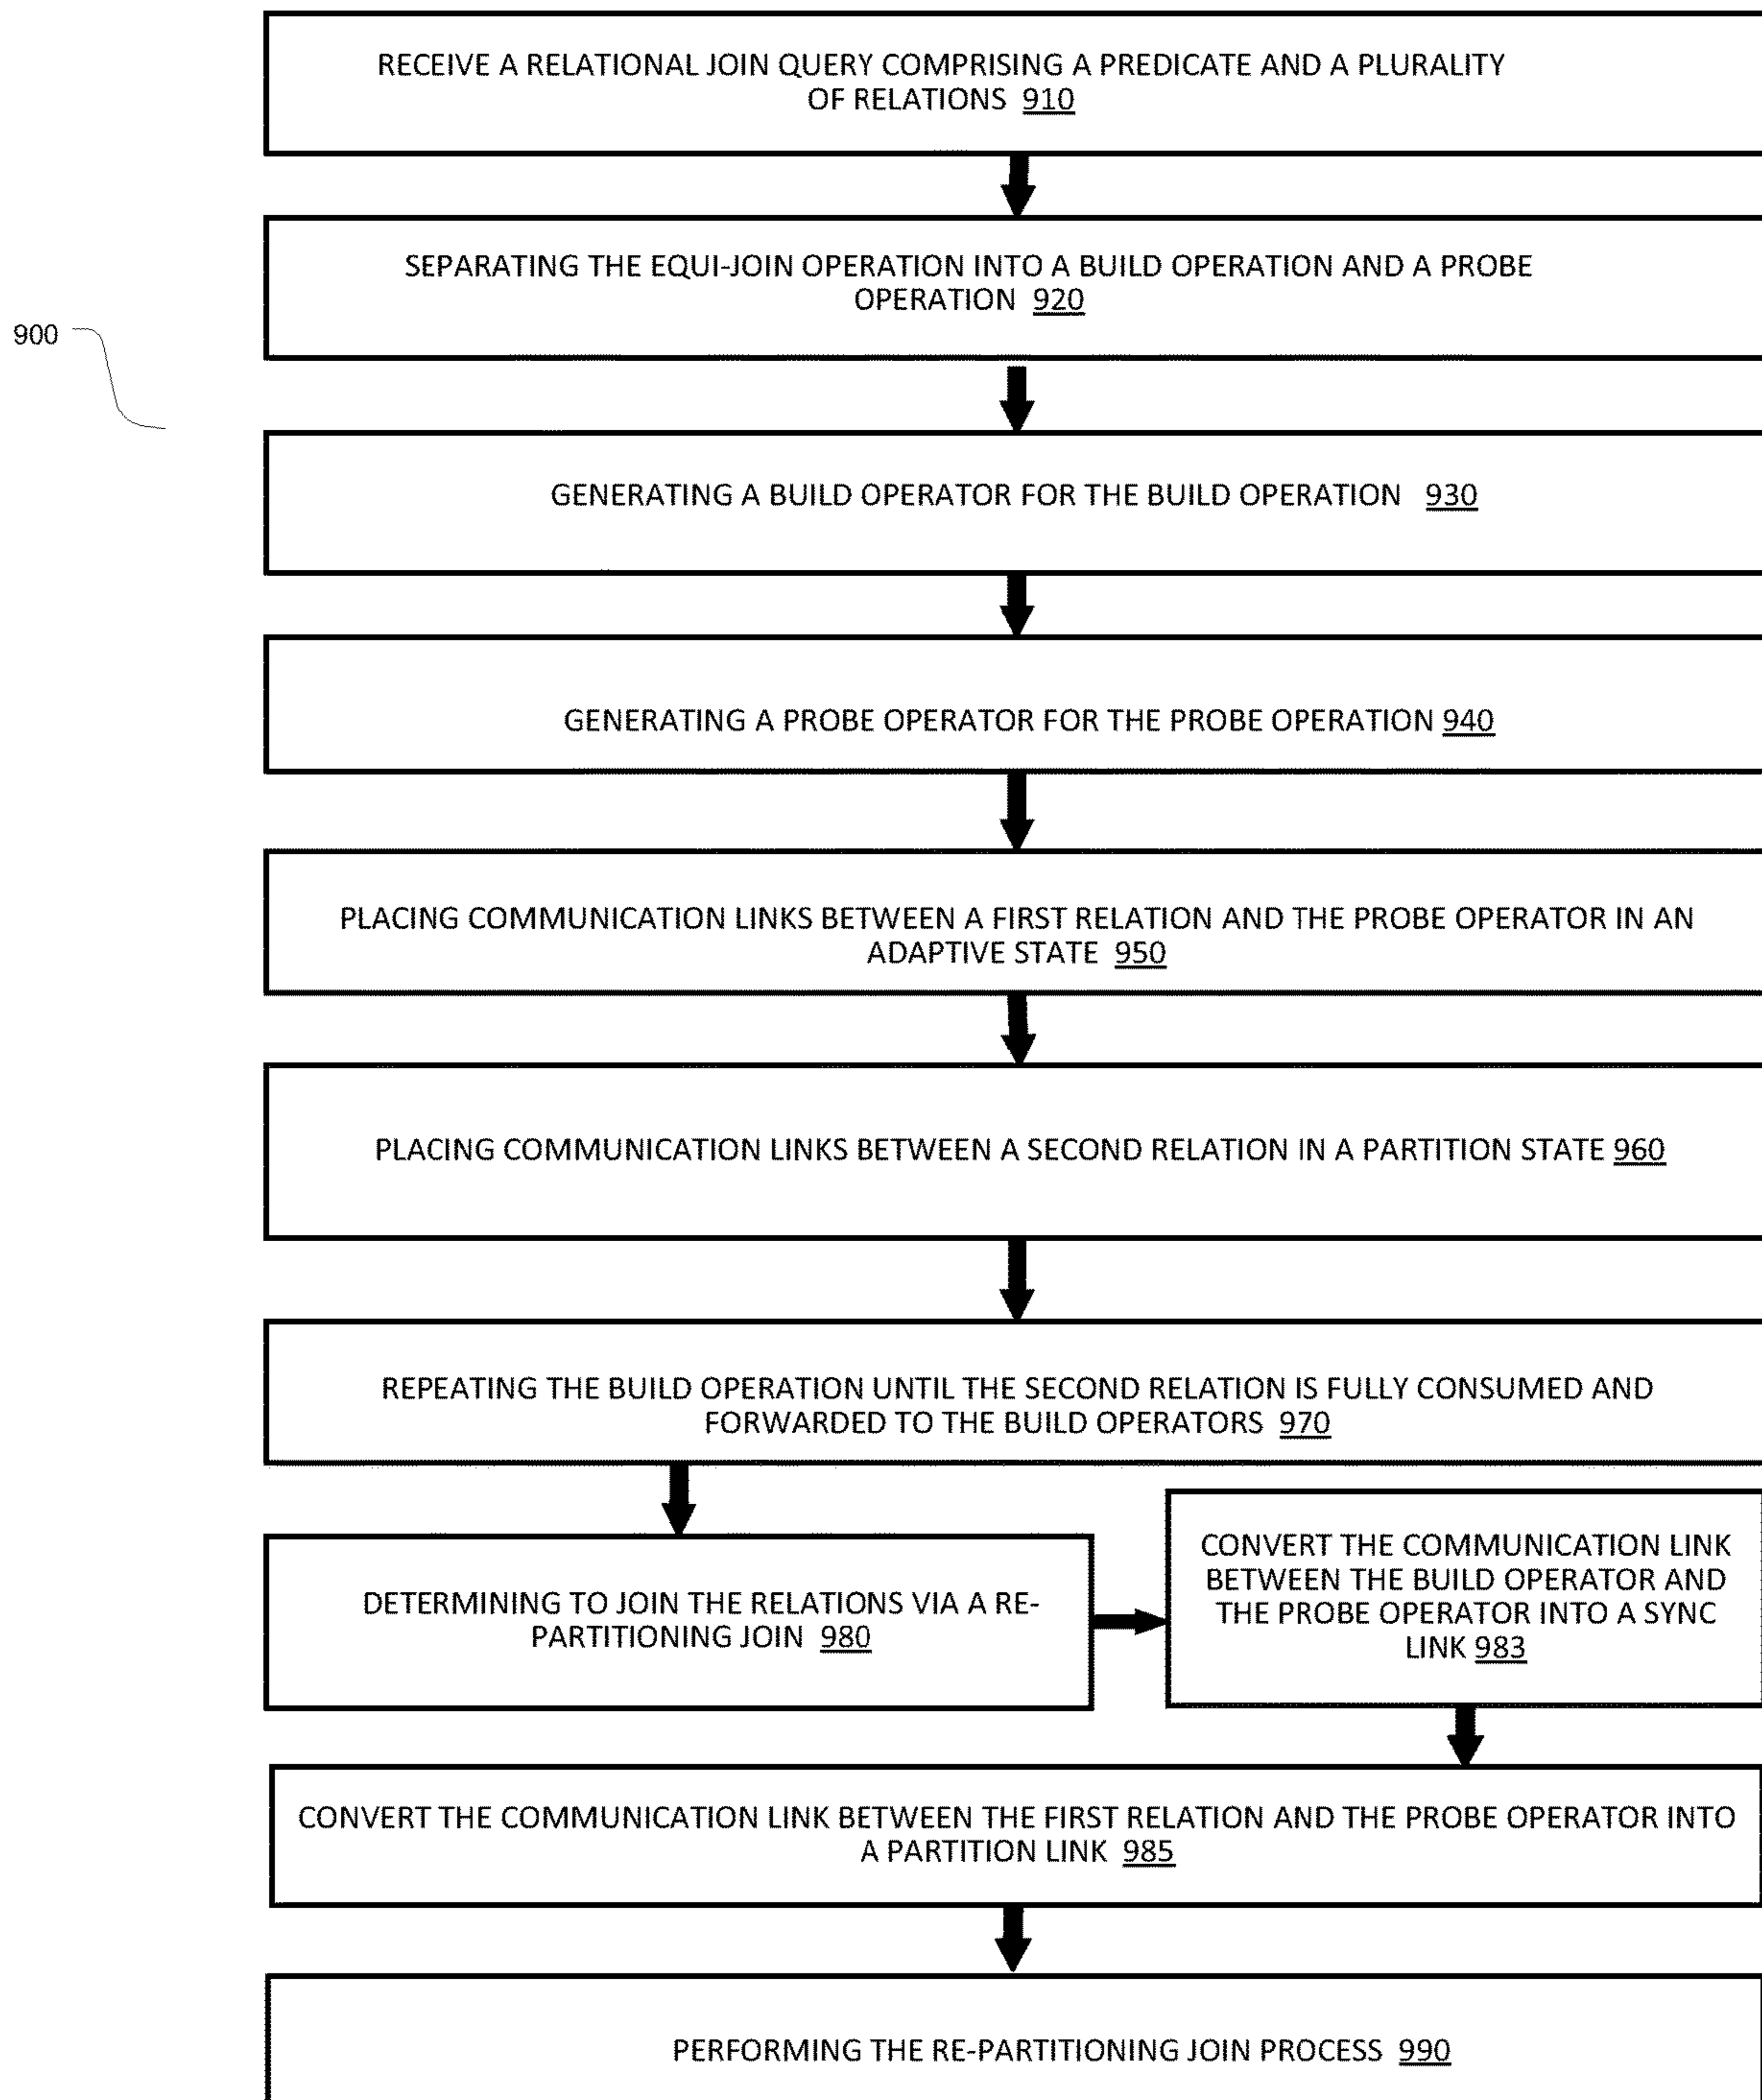 RECEIVE A RELATIONAL JOIN QUERY COMPRISING A PREDICATE AND A PLURALITY
OF RELATIONS 910
SEPARATING THE EQUI-JOIN OPERATION INTO A BUILD OPERATION AND A PROBE
OPERATION 920
900
GENERATING A BUILD OPERATOR FOR THE BUILD OPERATION 930
GENERATING A PROBE OPERATOR FOR THE PROBE OPERATION 940
PLACING COMMUNICATION LINKS BETWEEN A FIRST RELATION AND THE PROBE OPERATOR IN AN
ADAPTIVE STATE 950
PLACING COMMUNICATION LINKS BETWEEN A SECOND RELATION IN A PARTITION STATE 960
REPEATING THE BUILD OPERATION UNTIL THE SECOND RELATION IS FULLY CONSUMED AND
FORWARDED TO THE BUILD OPERATORS 970
DETERMINING TO JOIN THE RELATIONS VIA A RE-
PARTITIONING JOIN 980
CONVERT THE COMMUNICATION LINK
BETWEEN THE BUILD OPERATOR AND
THE PROBE OPERATOR INTO A SYNC
LINK 983
CONVERT THE COMMUNICATION LINK BETWEEN THE FIRST RELATION AND THE PROBE OPERATOR INTO
A PARTITION LINK 985
PERFORMING THE RE-PARTITIONING JOIN PROCESS 990